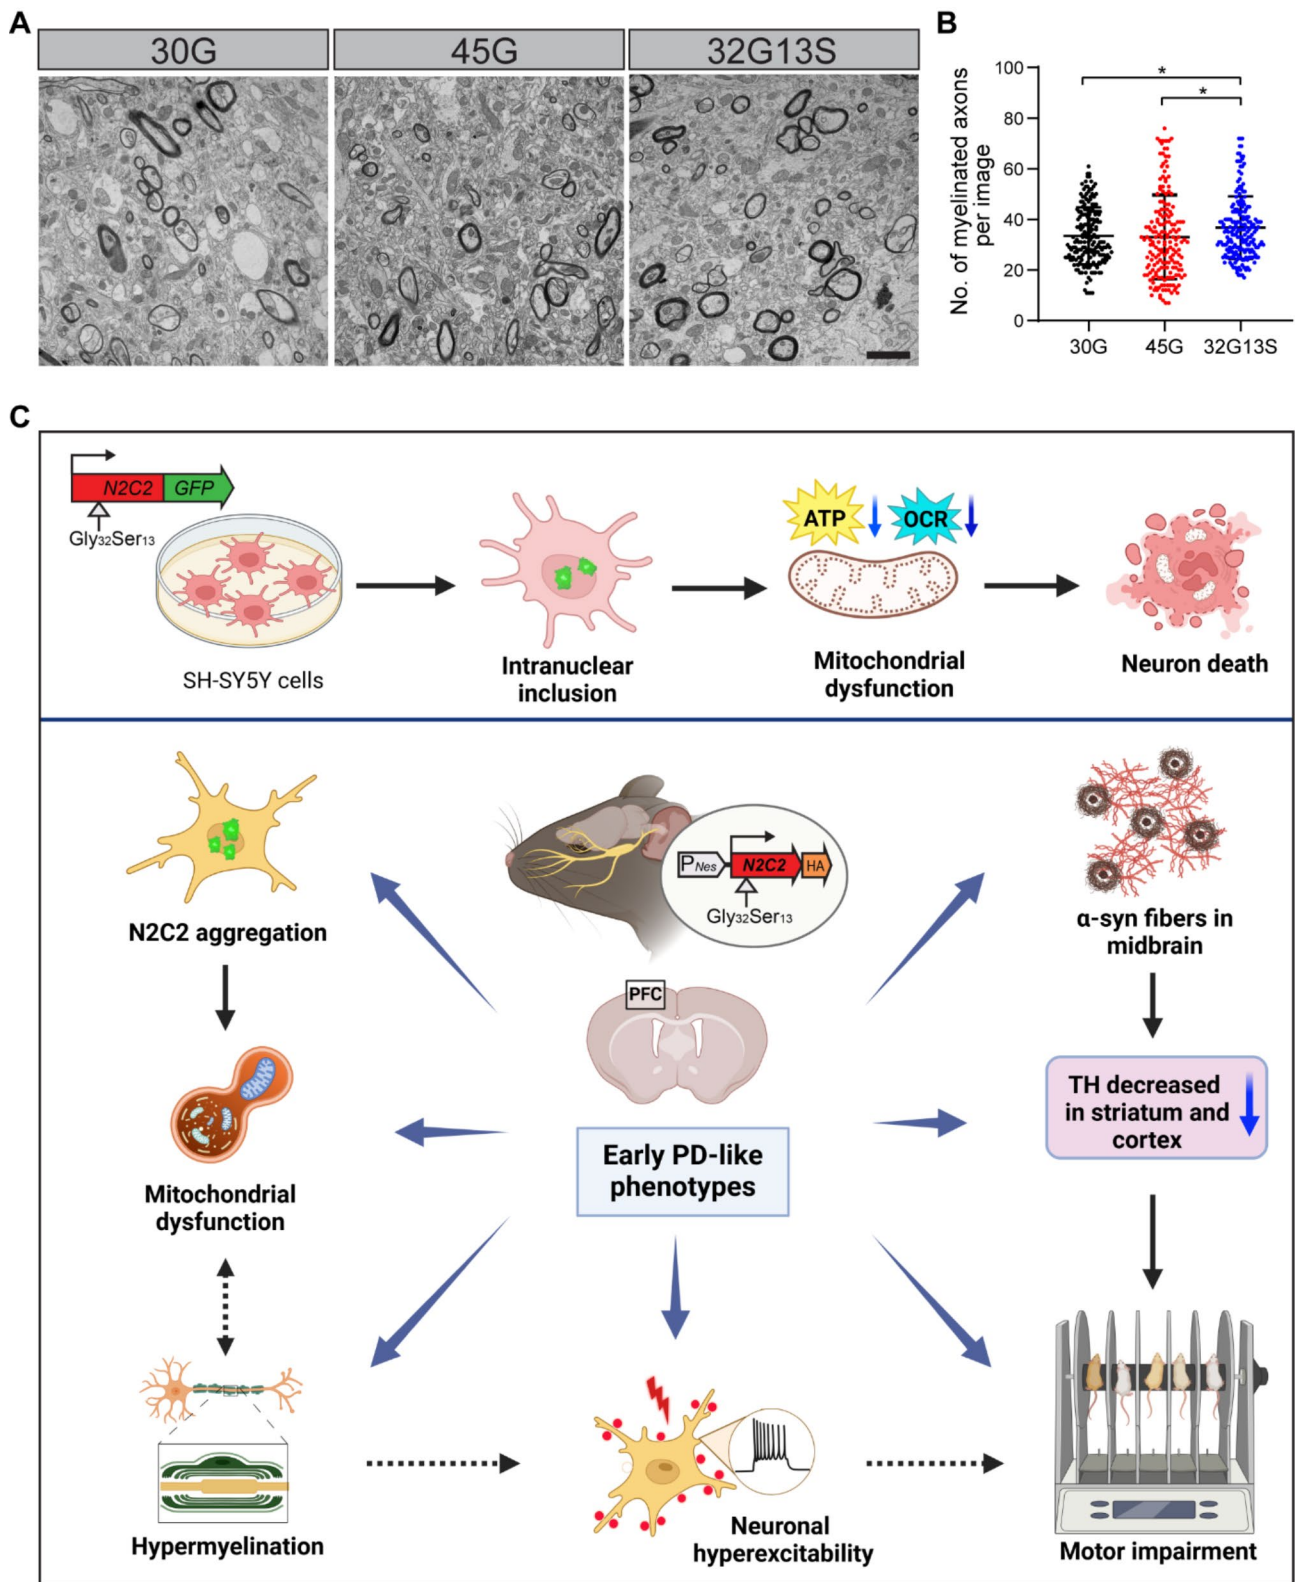 A
30G
45G
32G13S
B
No. of myelinated axons
per image
100
80
60
40
20
0
*
*
30G
45G
32G13S
C
N2C2
GFP
Gly32Ser13
SH-SY5Y cells
Intranuclear
inclusion
ATP
OCR
Mitochondrial
dysfunction
Neuron death
N2C2 aggregation
PNes
N2C2
HA
Gly32Ser13
α-syn fibers in
midbrain
PFC
Mitochondrial
dysfunction
Early PD-like
phenotypes
TH decreased
in striatum and
cortex
Hypermyelination
Neuronal
hyperexcitability
Motor impairment